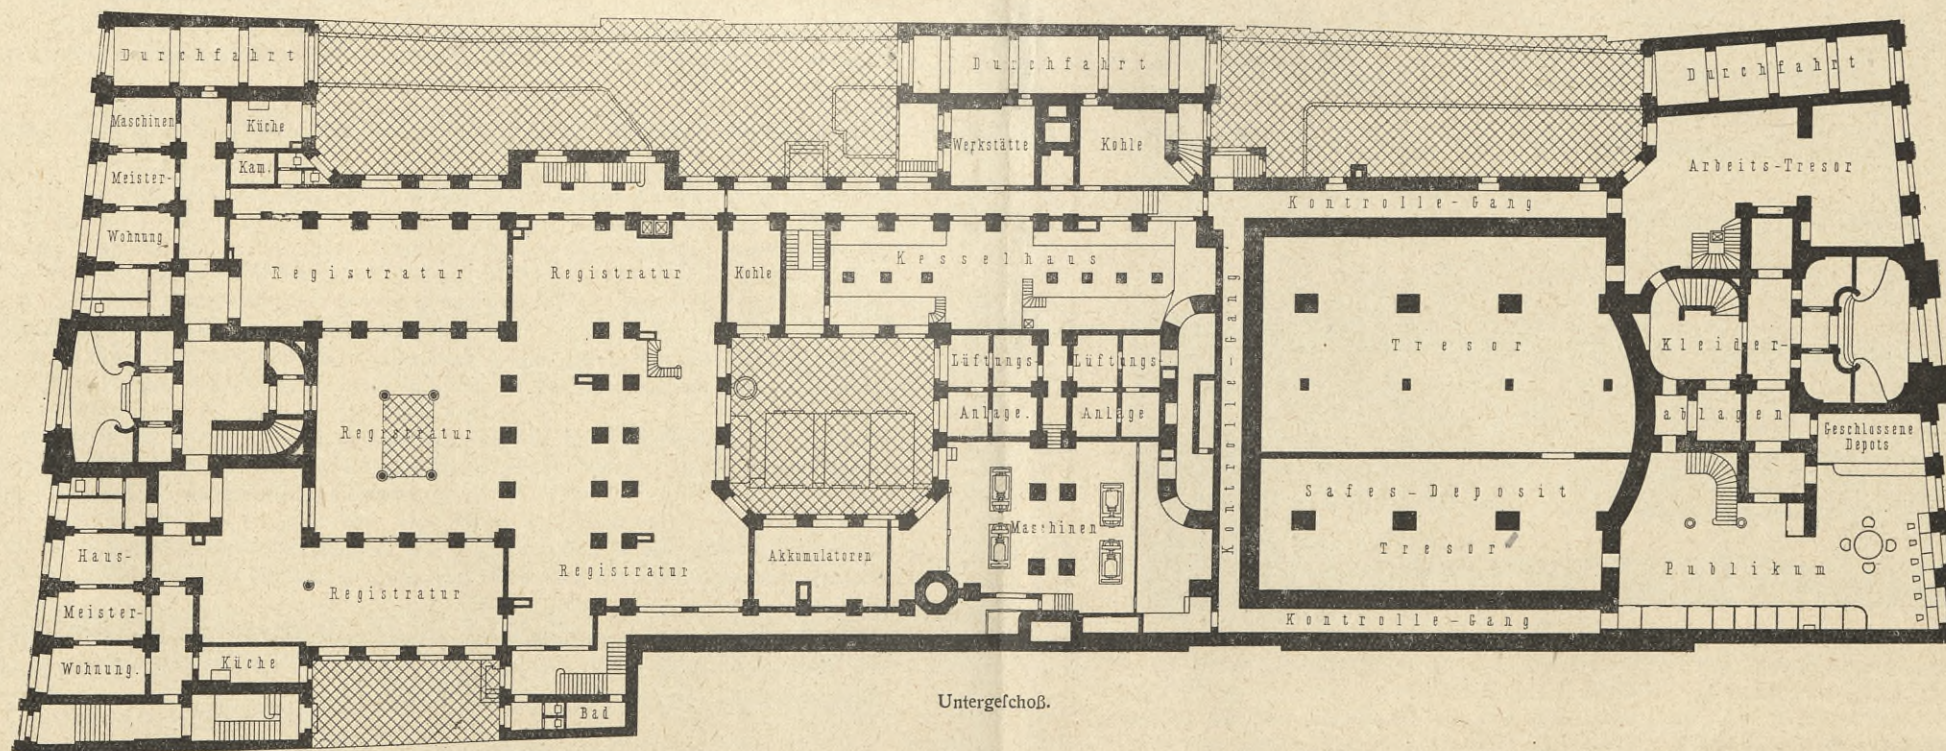 Durchfahrt
Durchfahrt
Durchfahrt
Maschinen
Küche
Werkstätte
Kohle
Kam.
Meister-
Arbeits-Tresor
Kontrolle-Gang
Wohnung
Registratur
Registratur
Kohle
Kesselhaus
Kontrolle-Gang
Tresor
Kleider-
ablagen
Lüftungs-
Anlage.
Lüftungs-
Anlage
Registratur
Geschlossene
Depots
Safes-Deposit
Tresor
Kontrolle-Gang
Maschinen
Haus-
Meister-
Wohnung.
Akkumulatoren
Registratur
Registratur
Publikum
Kontrolle-Gang
Küche
Bad
Untergeſchoß.